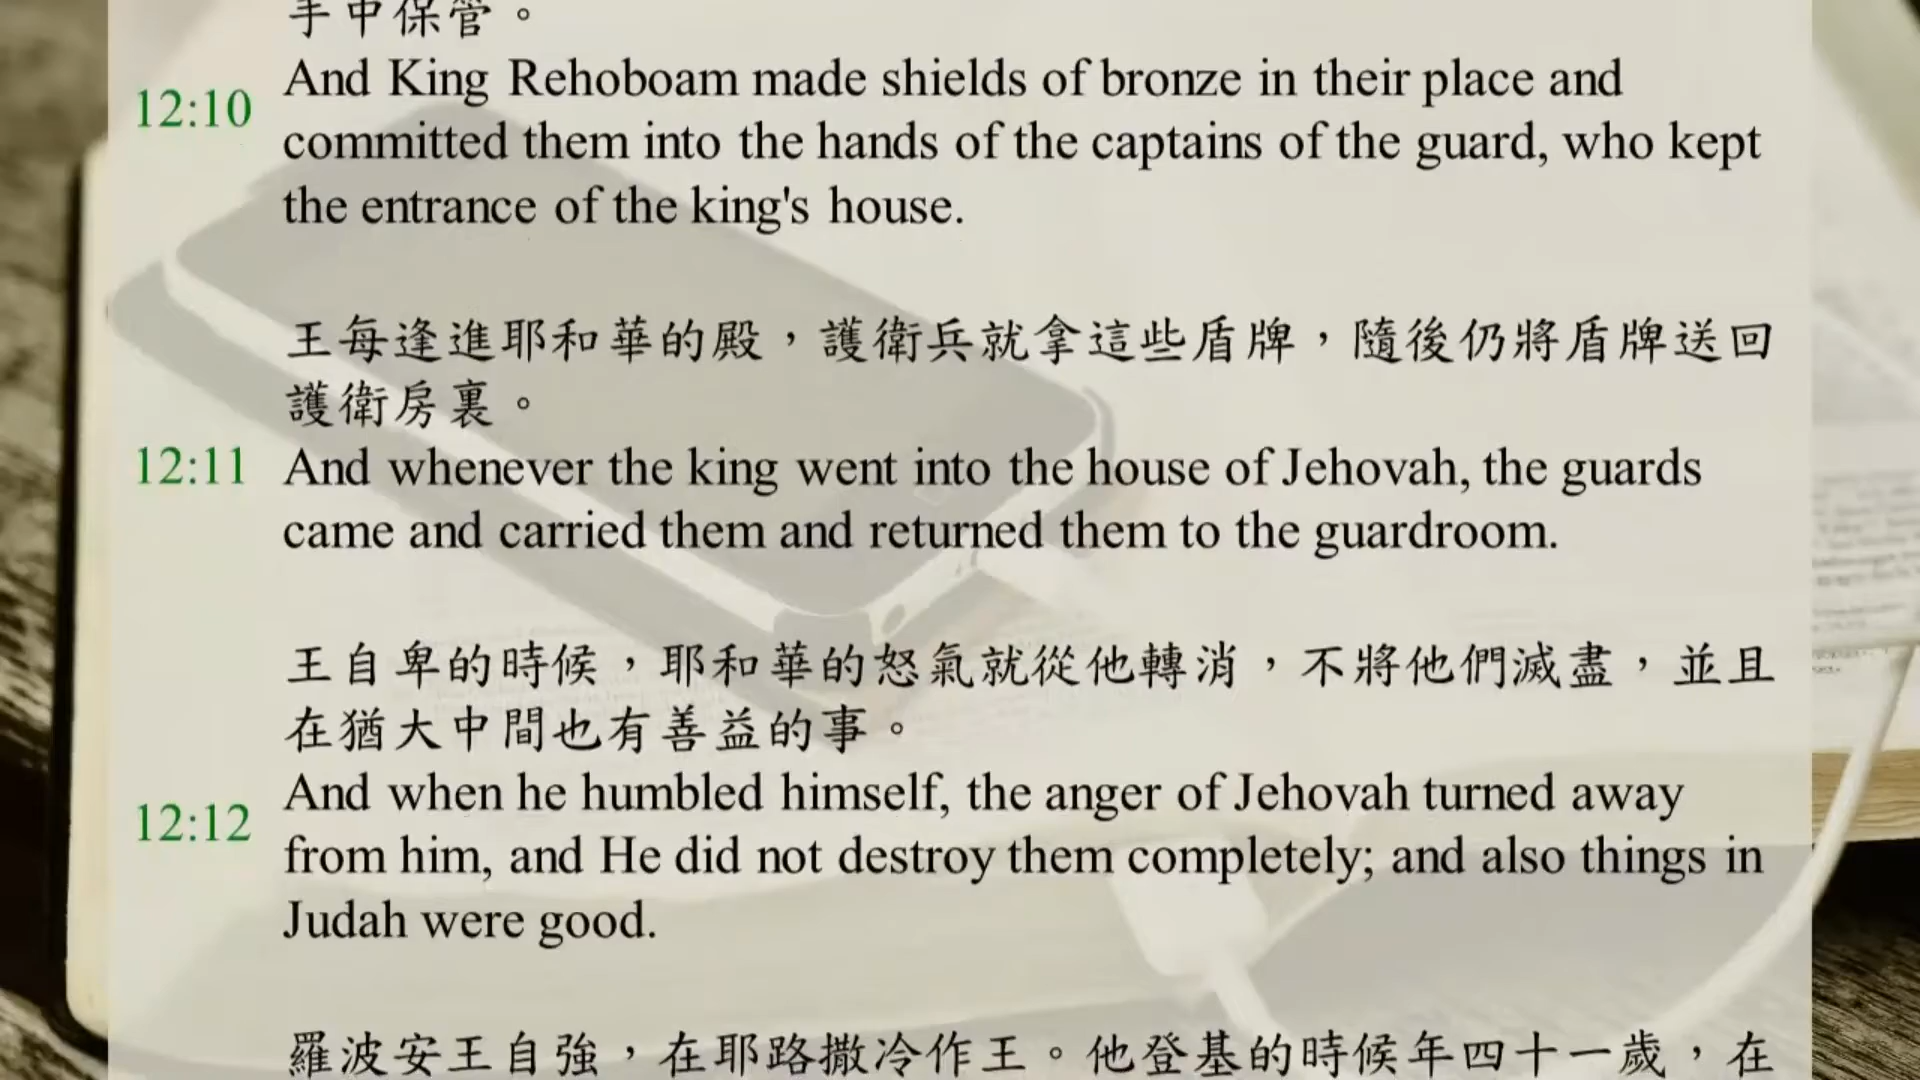 手中保管。
12:10
And King Rehoboam made shields of bronze in their place and
committed them into the hands of the captains of the guard, who kept
the entrance of the king's house.
王每逢進耶和華的殿，護衛兵就拿這些盾牌，隨後仍將盾牌送回
護衛房裏。
12:11
And whenever the king went into the house of Jehovah, the guards
came and carried them and returned them to the guardroom.
王自卑的時候，耶和華的怒氣就從他轉消，不將他們滅盡，並且
在猶大中間也有善益的事。
12:12
And when he humbled himself, the anger of Jehovah turned away
from him, and He did not destroy them completely; and also things in
Judah were good.
羅波安王自強，在耶路撒冷作王。他登基的時候年四十一歲，在